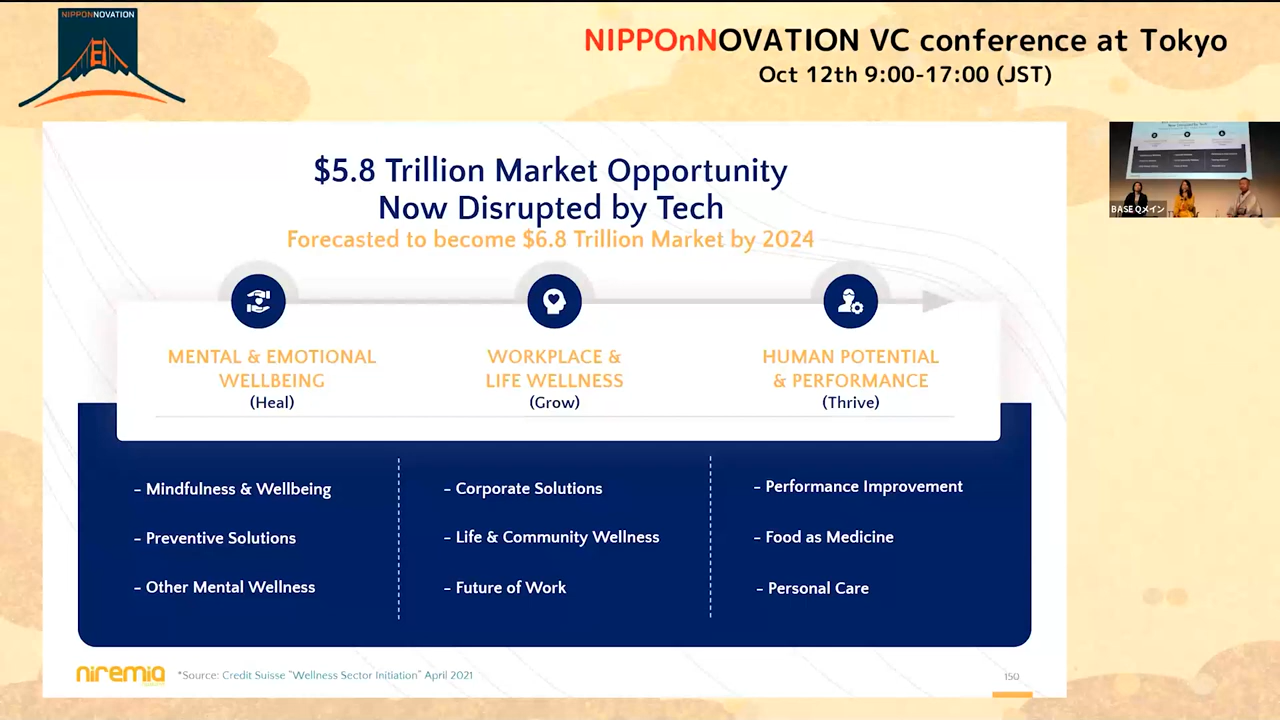 NIPPONNOVATION
NIPPOnNOVATION VC conference at Tokyo
Oct 12th 9:00-17:00 (JST)
$5.8 Trillion Market Opportunity
Now Disrupted by Tech
Forecasted to become $6.8 Trillion Market by 2024
MENTAL & EMOTIONAL
WELLBEING
(Heal)
WORKPLACE &
LIFE WELLNESS
(Grow)
HUMAN POTENTIAL
& PERFORMANCE
(Thrive)
– Mindfulness & Wellbeing
– Preventive Solutions
– Other Mental Wellness
– Corporate Solutions
– Life & Community Wellness
– Future of Work
– Performance Improvement
– Food as Medicine
– Personal Care
niremia
*Source: Credit Suisse "Wellness Sector Initiation" April 2021
150
BASE Qメイン